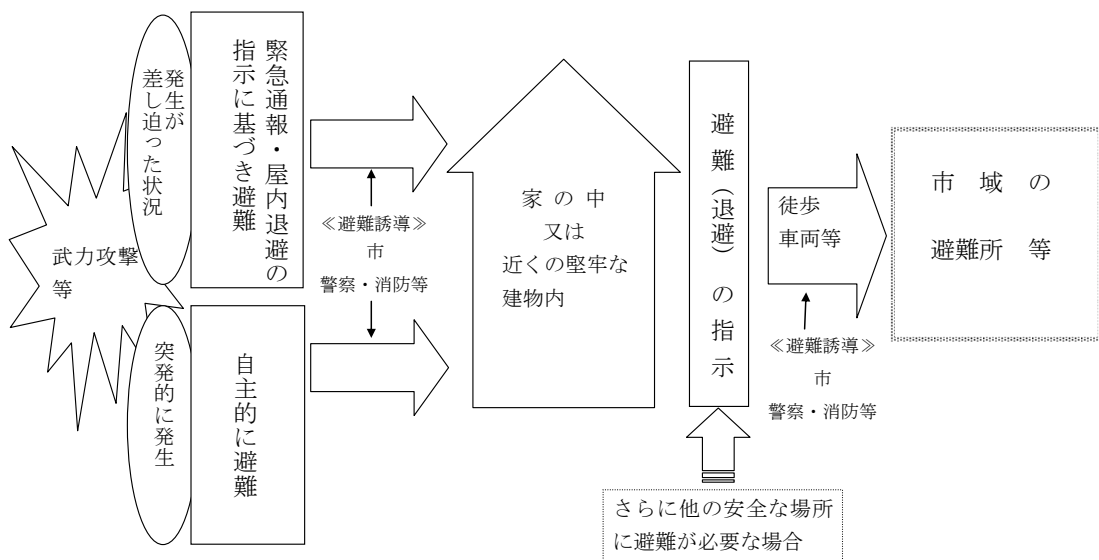 武力攻撃
等
発生が
差し迫った状況
緊急通報・屋内退避の
指示に基づき避難
突発的に発生
自主的に避難
≪避難誘導≫
市
警察・消防等
家の中
又は
近くの堅牢な
建物内
避難(退避)の指示
さらに他の安全な場所
に避難が必要な場合
徒歩
車両等
≪避難誘導≫
市
警察・消防等
市域の
避難所等